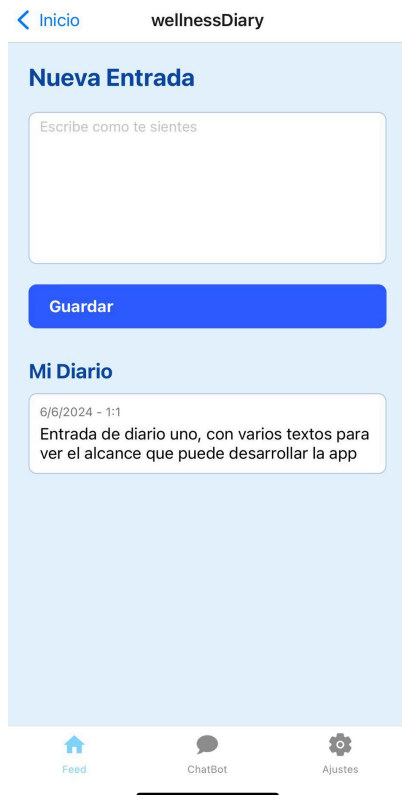 Inicio wellnessDiary
Nueva Entrada
Escribe como te sientes
Guardar
Mi Diario
6/6/2024 - 1:1
Entrada de diario uno, con varios textos para
ver el alcance que puede desarrollar la app
Feed ChatBot Ajustes